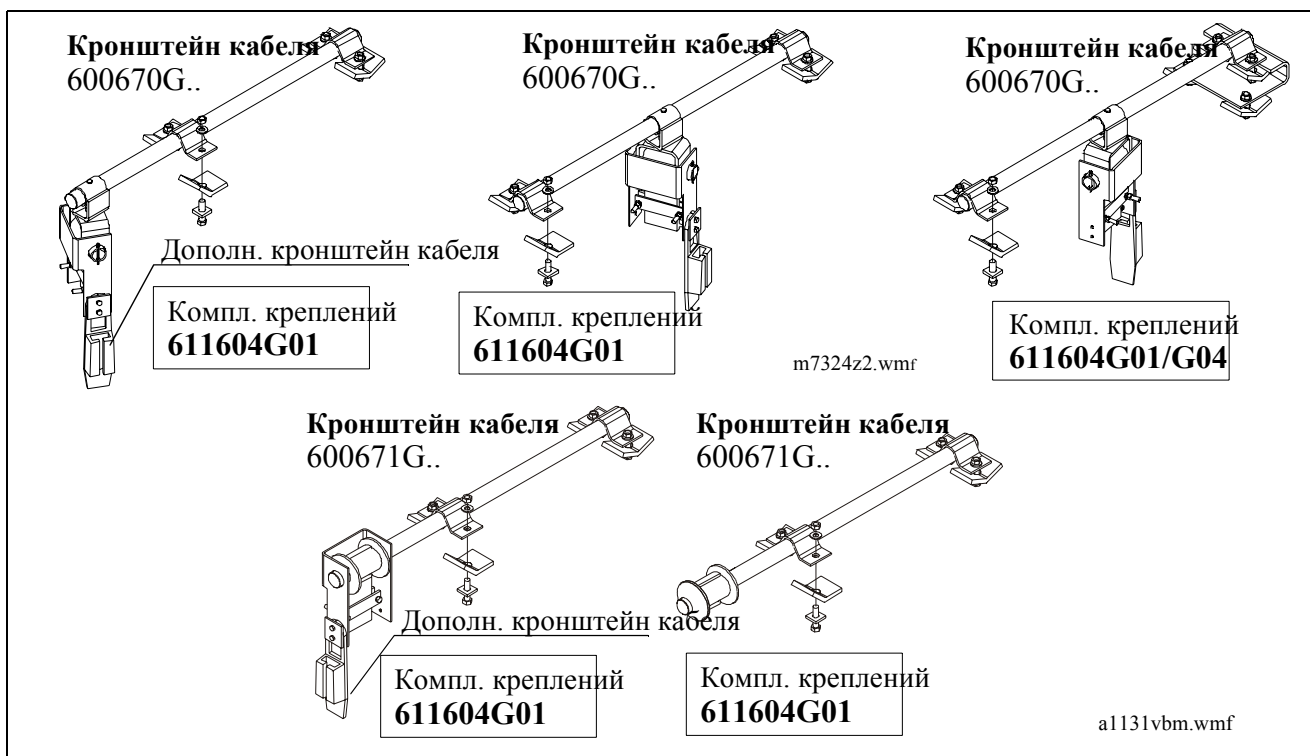 Кронштейн кабеля
600670G..
Кронштейн кабеля
600670G..
Кронштейн кабеля
600670G..
Дополн. кронштейн кабеля
Компл. креплений
611604G01
Компл. креплений
611604G01
Компл. креплений
611604G01/G04
m7324z2.wmf
Кронштейн кабеля
600671G..
Кронштейн кабеля
600671G..
Дополн. кронштейн кабеля
Компл. креплений
611604G01
Компл. креплений
611604G01
a1131vbm.wmf